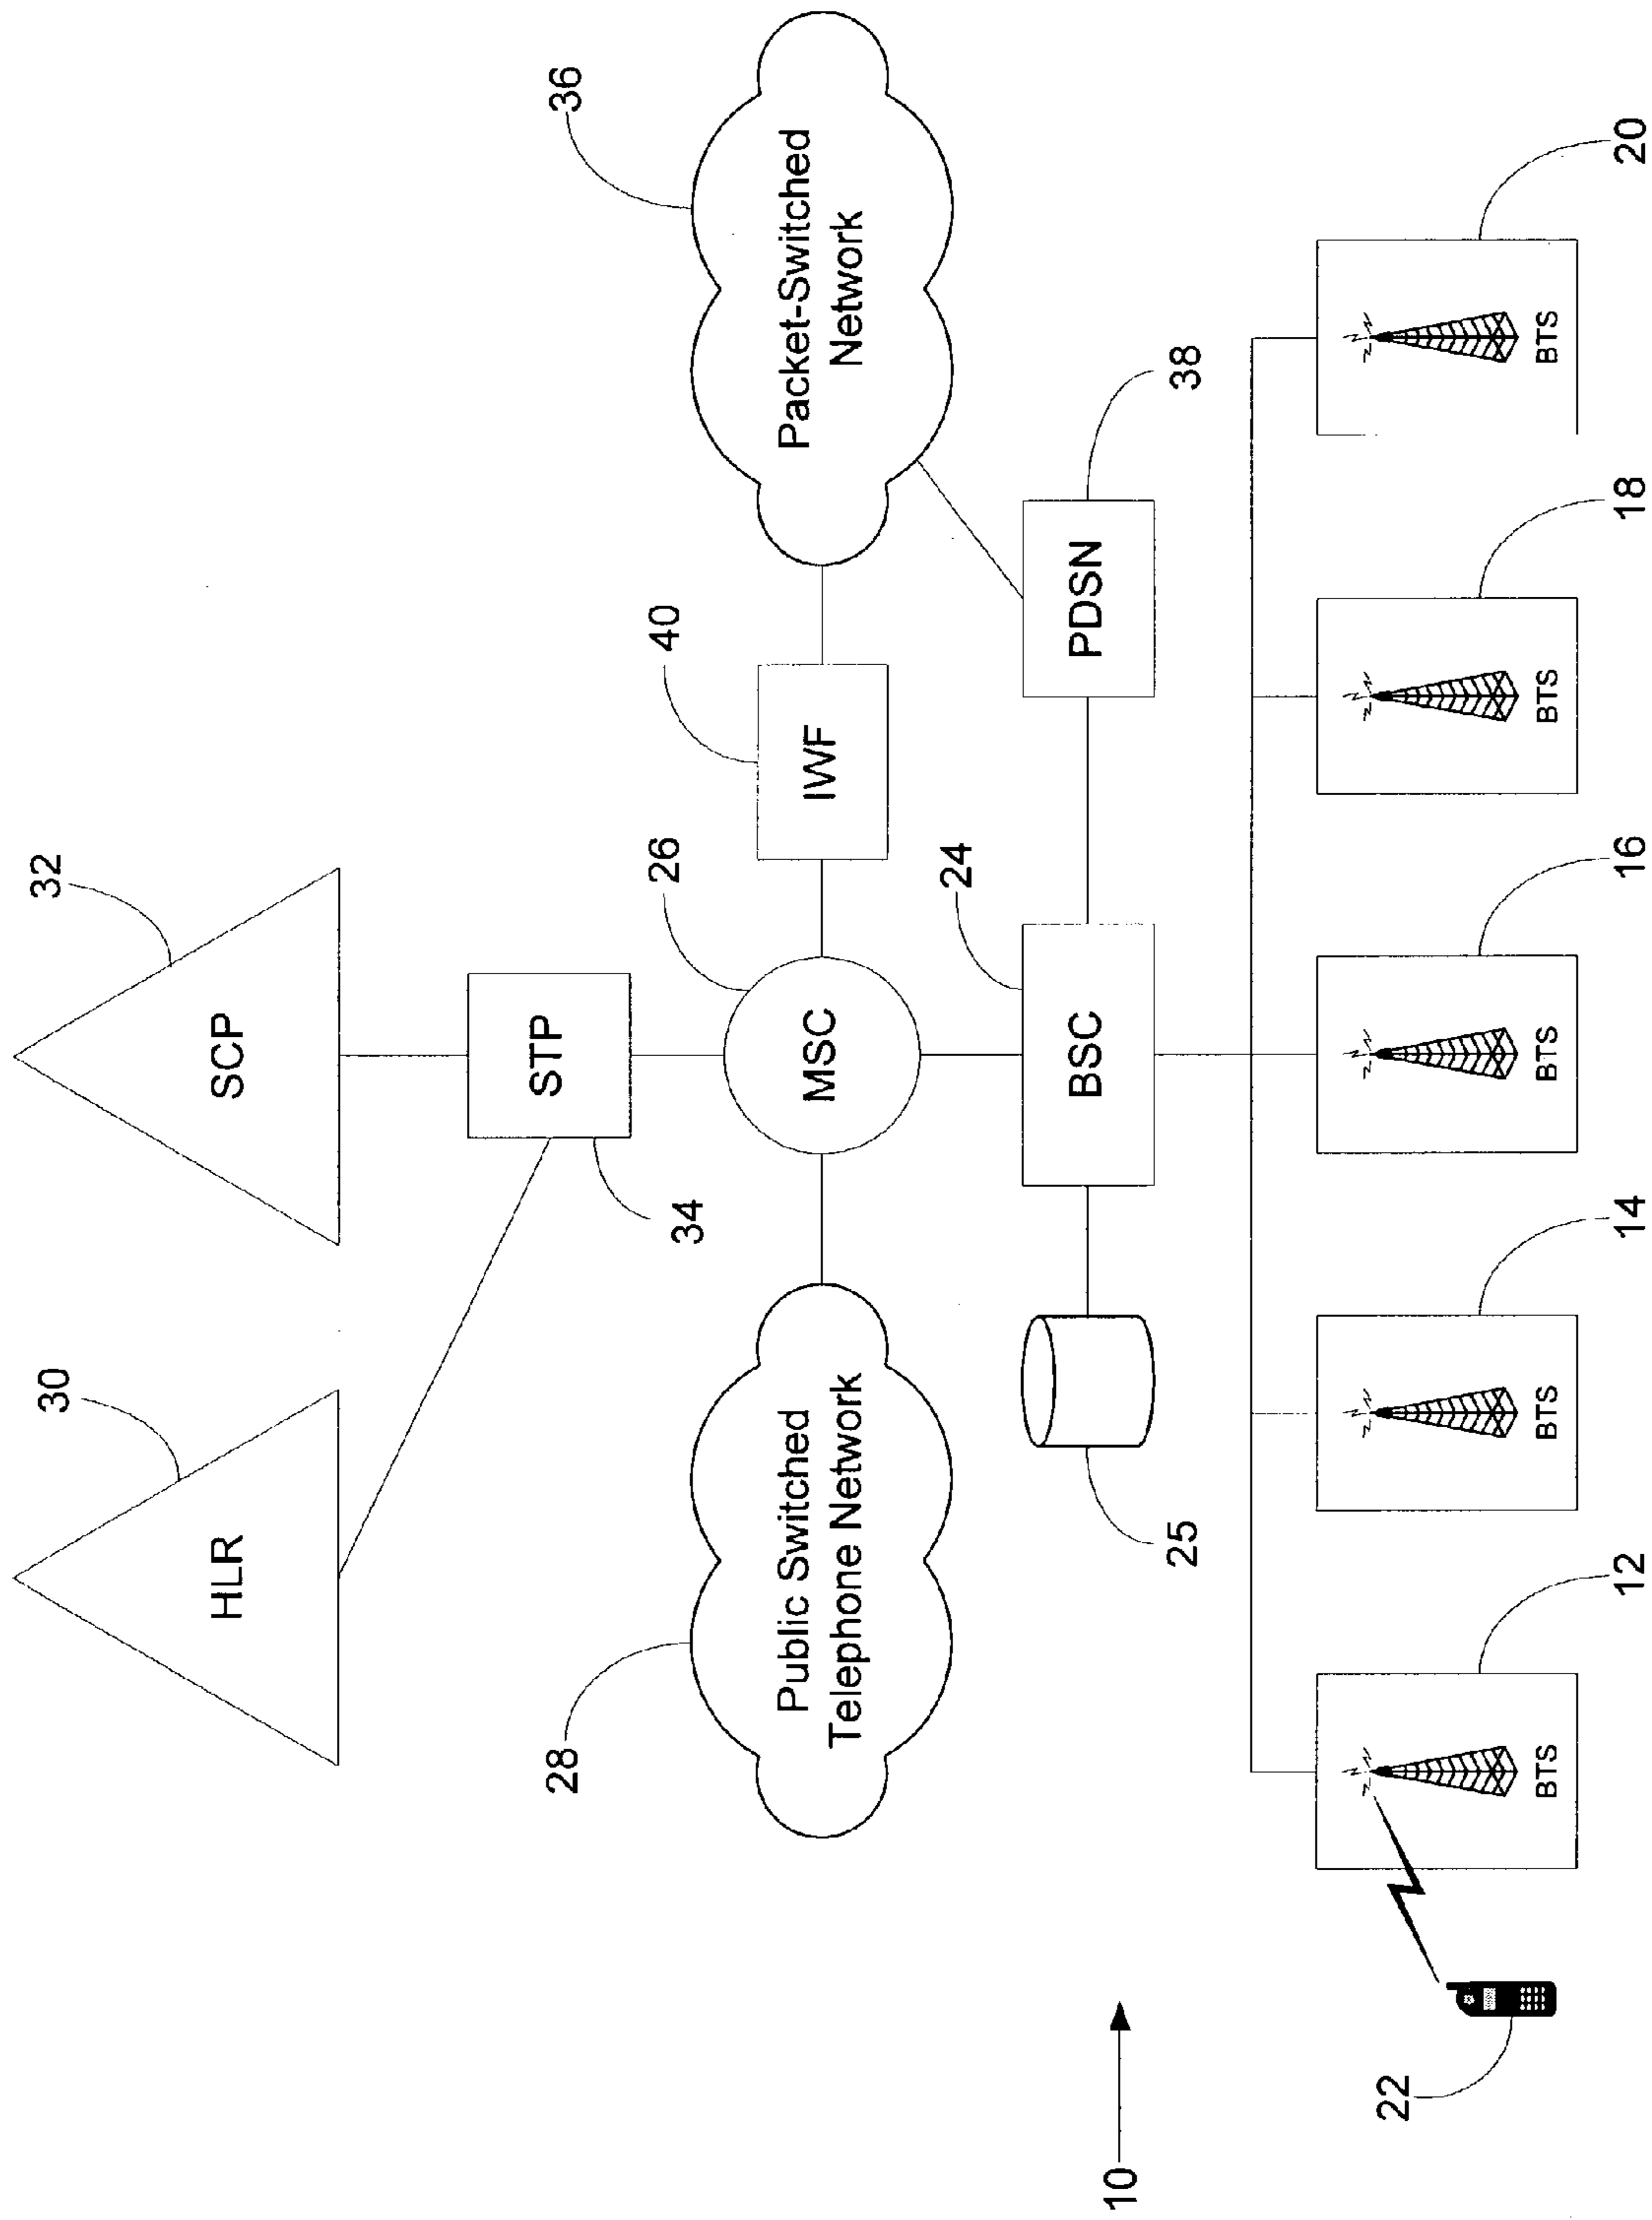 30
32
HLR
SCP
STP
34
36
28
26
40
Public Switched
Telephone Network
MSC
IWF
Packet-Switched
Network
24
BSC
PDSN
38
25
10
22
BTS
BTS
BTS
BTS
BTS
12
14
16
18
20